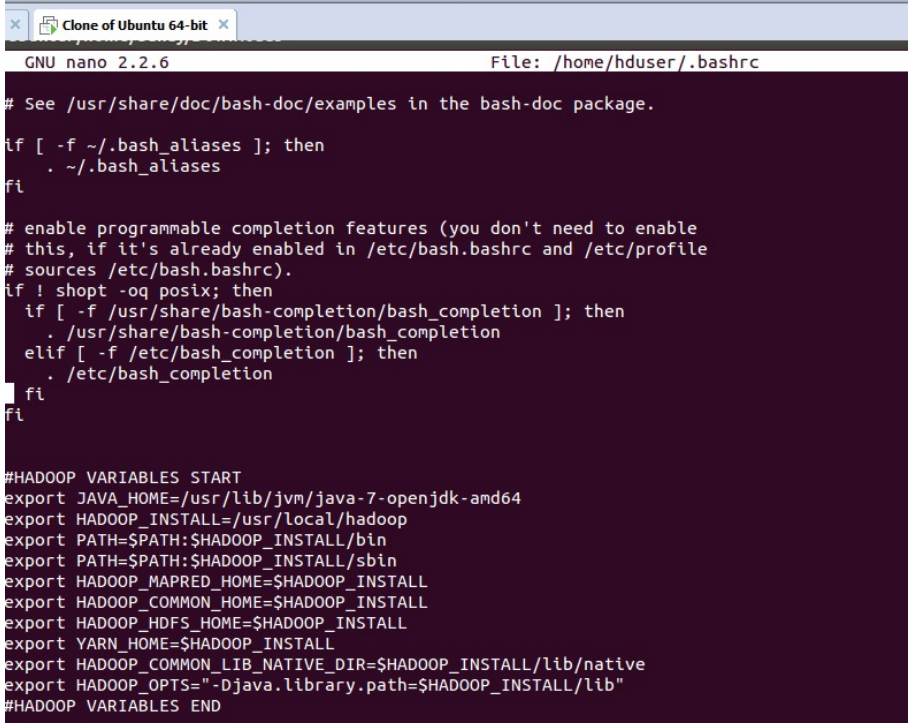 Clone of Ubuntu 64-bit
GNU nano 2.2.6 File: /home/hduser/.bashrc
# See /usr/share/doc/bash-doc/examples in the bash-doc package.
if [ -f ~/.bash_aliases ]; then
. ~/.bash_aliases
fi
# enable programmable completion features (you don't need to enable
# this, if it's already enabled in /etc/bash.bashrc and /etc/profile
# sources /etc/bash.bashrc).
if ! shopt -oq posix; then
if [ -f /usr/share/bash-completion/bash_completion ]; then
. /usr/share/bash-completion/bash_completion
elif [ -f /etc/bash_completion ]; then
. /etc/bash_completion
fi
fi
#HADOOP VARIABLES START
export JAVA_HOME=/usr/lib/jvm/java-7-openjdk-amd64
export HADOOP_INSTALL=/usr/local/hadoop
export PATH=$PATH:$HADOOP_INSTALL/bin
export PATH=$PATH:$HADOOP_INSTALL/sbin
export HADOOP_MAPRED_HOME=$HADOOP_INSTALL
export HADOOP_COMMON_HOME=$HADOOP_INSTALL
export HADOOP_HDFS_HOME=$HADOOP_INSTALL
export YARN_HOME=$HADOOP_INSTALL
export HADOOP_COMMON_LIB_NATIVE_DIR=$HADOOP_INSTALL/lib/native
export HADOOP_OPTS="-Djava.library.path=$HADOOP_INSTALL/lib"
#HADOOP VARIABLES END